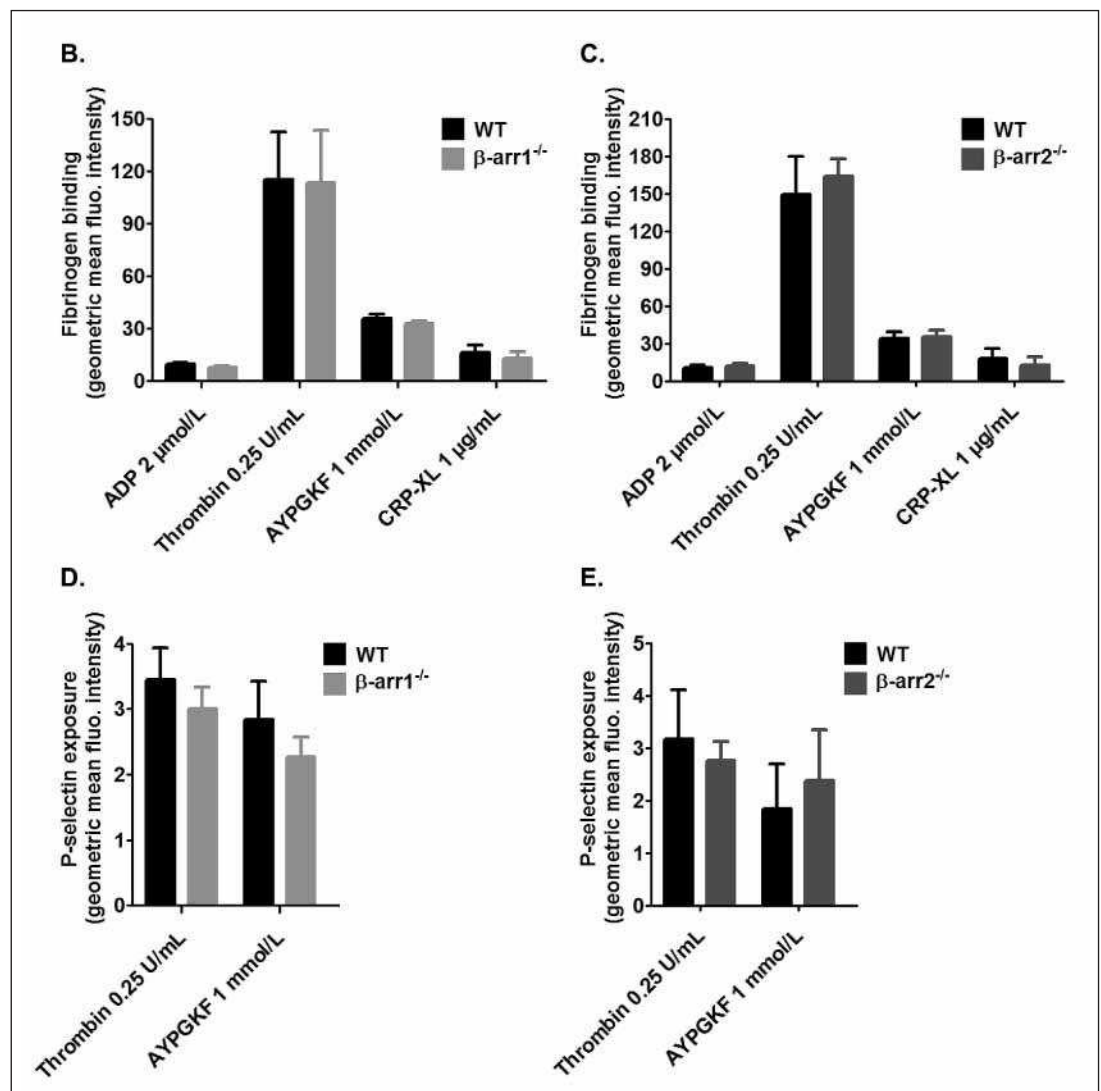 B.
Fibrinogen binding
(geometric mean fluo. intensity)
150
120
90
60
30
0
WT
β-arr1-/-
ADP 2 µmol/L
Thrombin 0.25 U/mL
AYPGKF 1 mmol/L
CRP-XL 1 µg/mL
C.
Fibrinogen binding
(geometric mean fluo. intensity)
210
180
150
120
90
60
30
0
WT
β-arr2-/-
ADP 2 µmol/L
Thrombin 0.25 U/mL
AYPGKF 1 mmol/L
CRP-XL 1 µg/mL
D.
P-selectin exposure
(geometric mean fluo. intensity)
4
3
2
1
0
WT
β-arr1-/-
Thrombin 0.25 U/mL
AYPGKF 1 mmol/L
E.
P-selectin exposure
(geometric mean fluo. intensity)
5
4
3
2
1
0
WT
β-arr2-/-
Thrombin 0.25 U/mL
AYPGKF 1 mmol/L